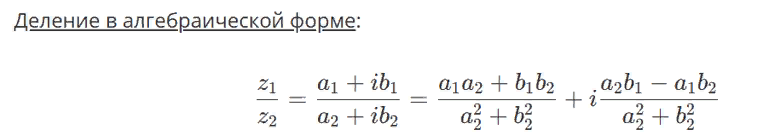 Деление в алгебраической форме:
z₁/z₂ = (a₁ + ib₁)/(a₂ + ib₂) = (a₁a₂ + b₁b₂)/(a₂² + b₂²) + i (a₂b₁ − a₁b₂)/(a₂² + b₂²)